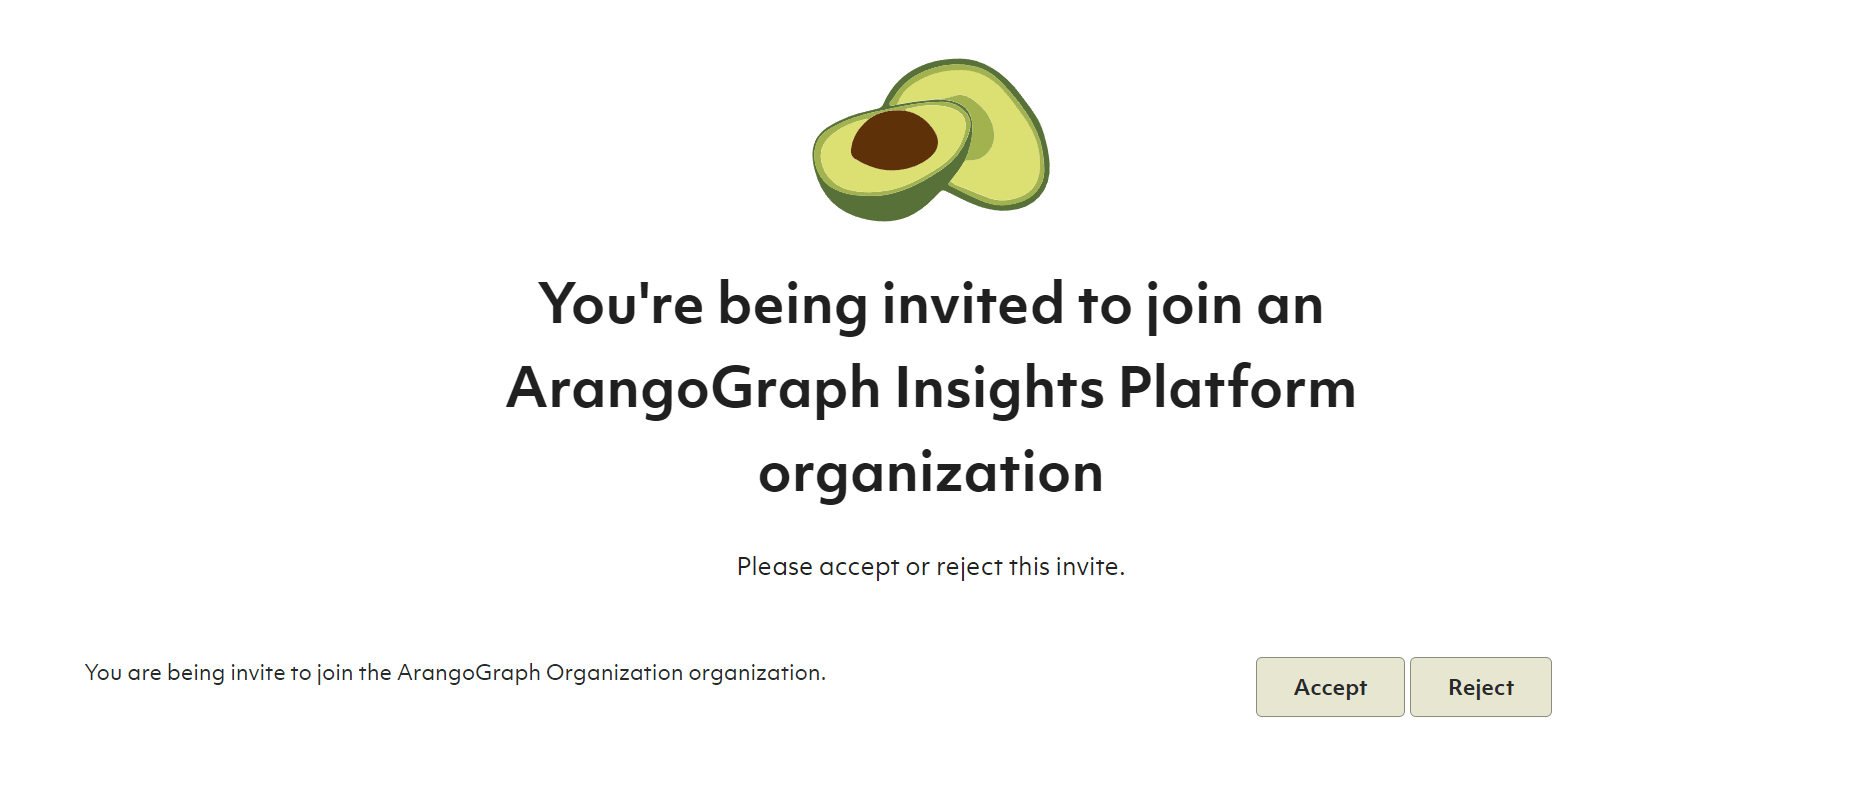 You're being invited to join an
ArangoGraph Insights Platform
organization
Please accept or reject this invite.
You are being invite to join the ArangoGraph Organization organization.
Accept
Reject